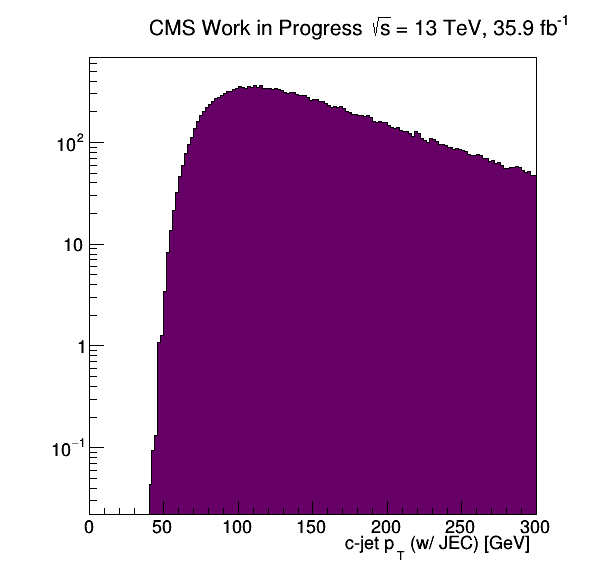 CMS Work in Progress √s = 13 TeV, 35.9 fb⁻¹
10²
10
1
10⁻¹
0 50 100 150 200 250 300
c-jet p_T (w/ JEC) [GeV]